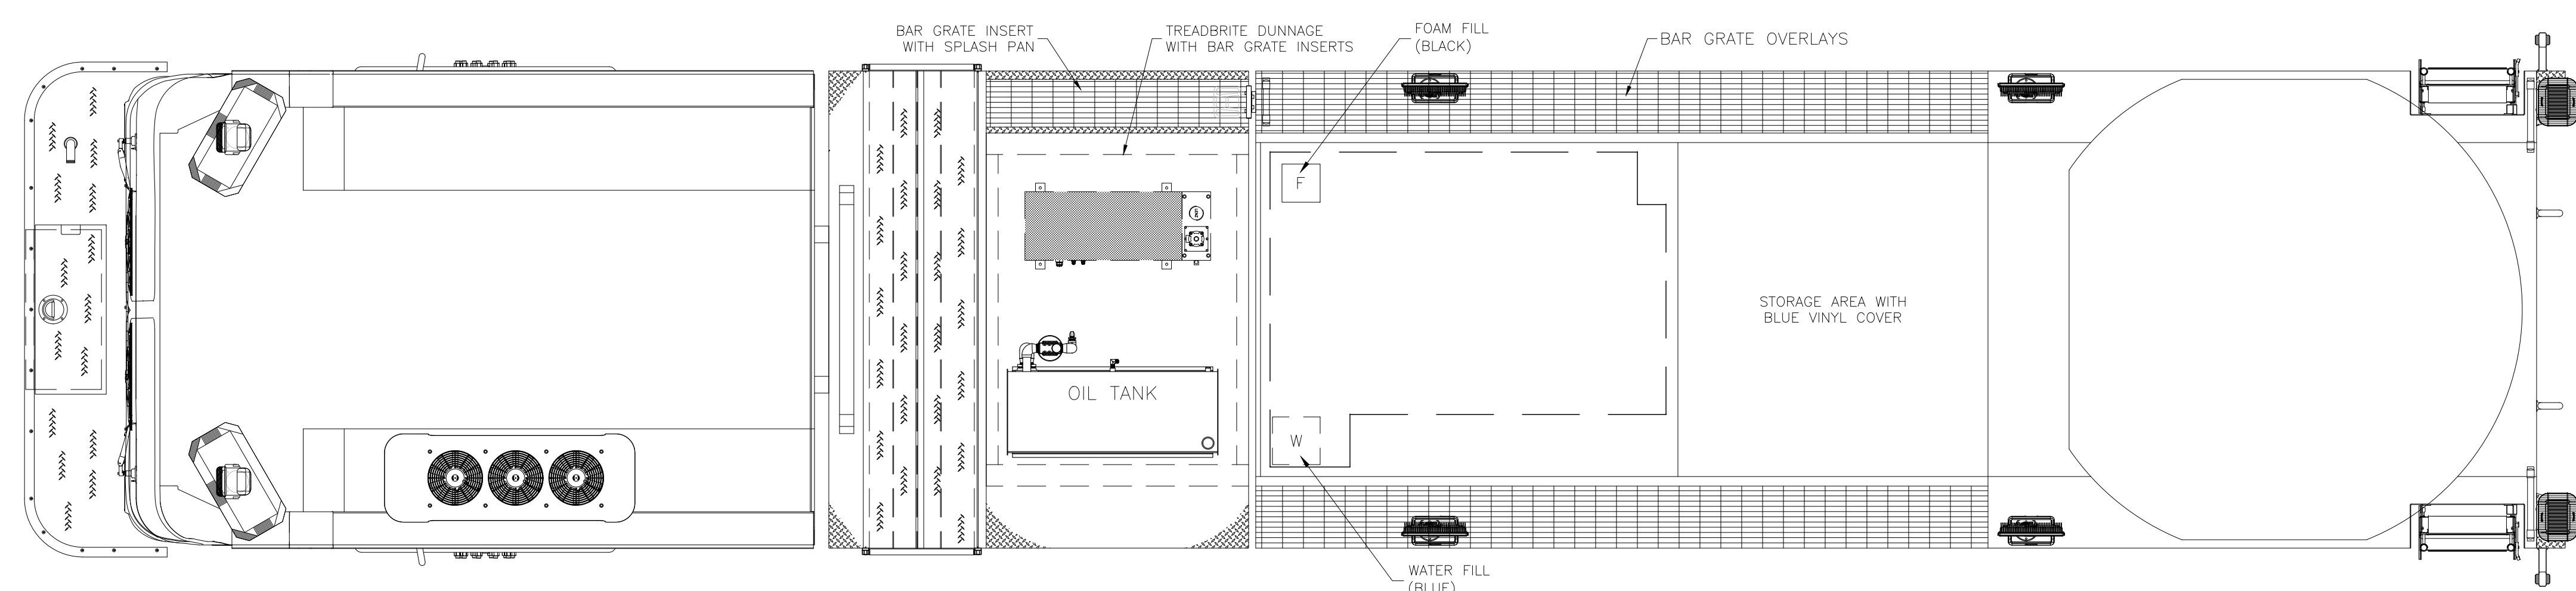 BAR GRATE INSERT
WITH SPLASH PAN
TREADBRITE DUNNAGE
WITH BAR GRATE INSERTS
FOAM FILL
(BLACK)
BAR GRATE OVERLAYS
F
OIL TANK
STORAGE AREA WITH
BLUE VINYL COVER
W
WATER FILL
(BLUE)